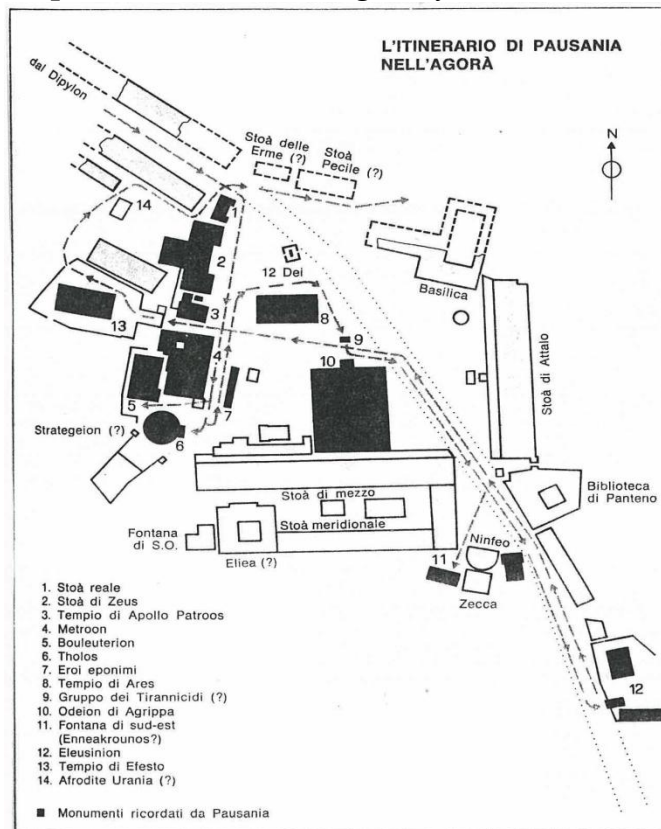 L'ITINERARIO DI PAUSANIA
NELL'AGORÀ
dal Dipylon
Stoà delle
Erme (?)
Stoà
Pecile (?)
N
14
1
2
12 Dei
Basilica
3
8
13
9
4
10
Stoà di Attalo
5
7
Strategeion (?)
6
Stoà di mezzo
Biblioteca
di Panteno
Stoà meridionale
Fontana
di S.O.
Eliea (?)
11
Ninfeo
Zecca
12
1. Stoà reale
2. Stoà di Zeus
3. Tempio di Apollo Patroos
4. Metroon
5. Bouleuterion
6. Tholos
7. Eroi eponimi
8. Tempio di Ares
9. Gruppo dei Tirannicidi (?)
10. Odeion di Agrippa
11. Fontana di sud-est
(Enneakrounos?)
12. Eleusinion
13. Tempio di Efesto
14. Afrodite Urania (?)
Monumenti ricordati da Pausania